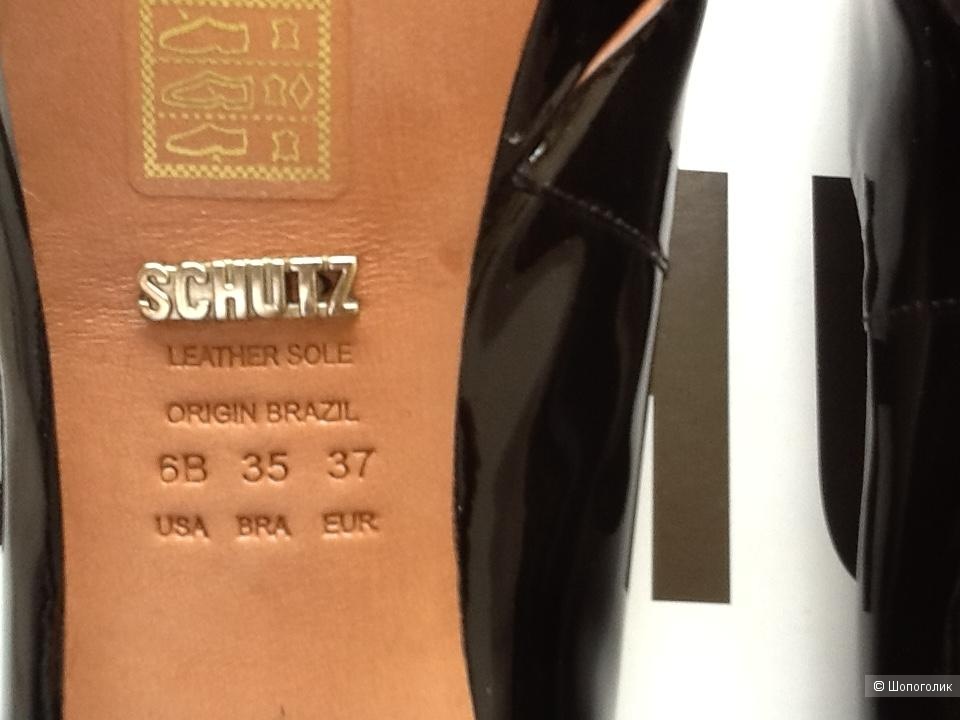 SCHUTZ
LEATHER SOLE
ORIGIN BRAZIL
6B 35 37
USA BRA EUR
© Шопоголик